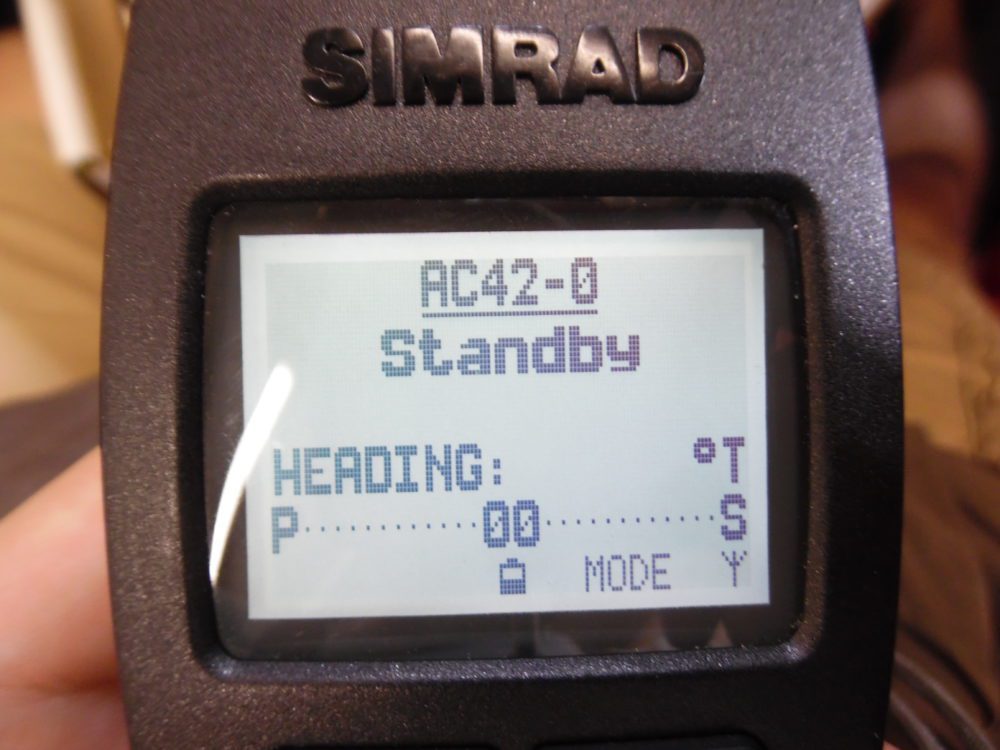 SIMRAD
AC42-0
Standby
HEADING: °T
P...........00...........S
MODE